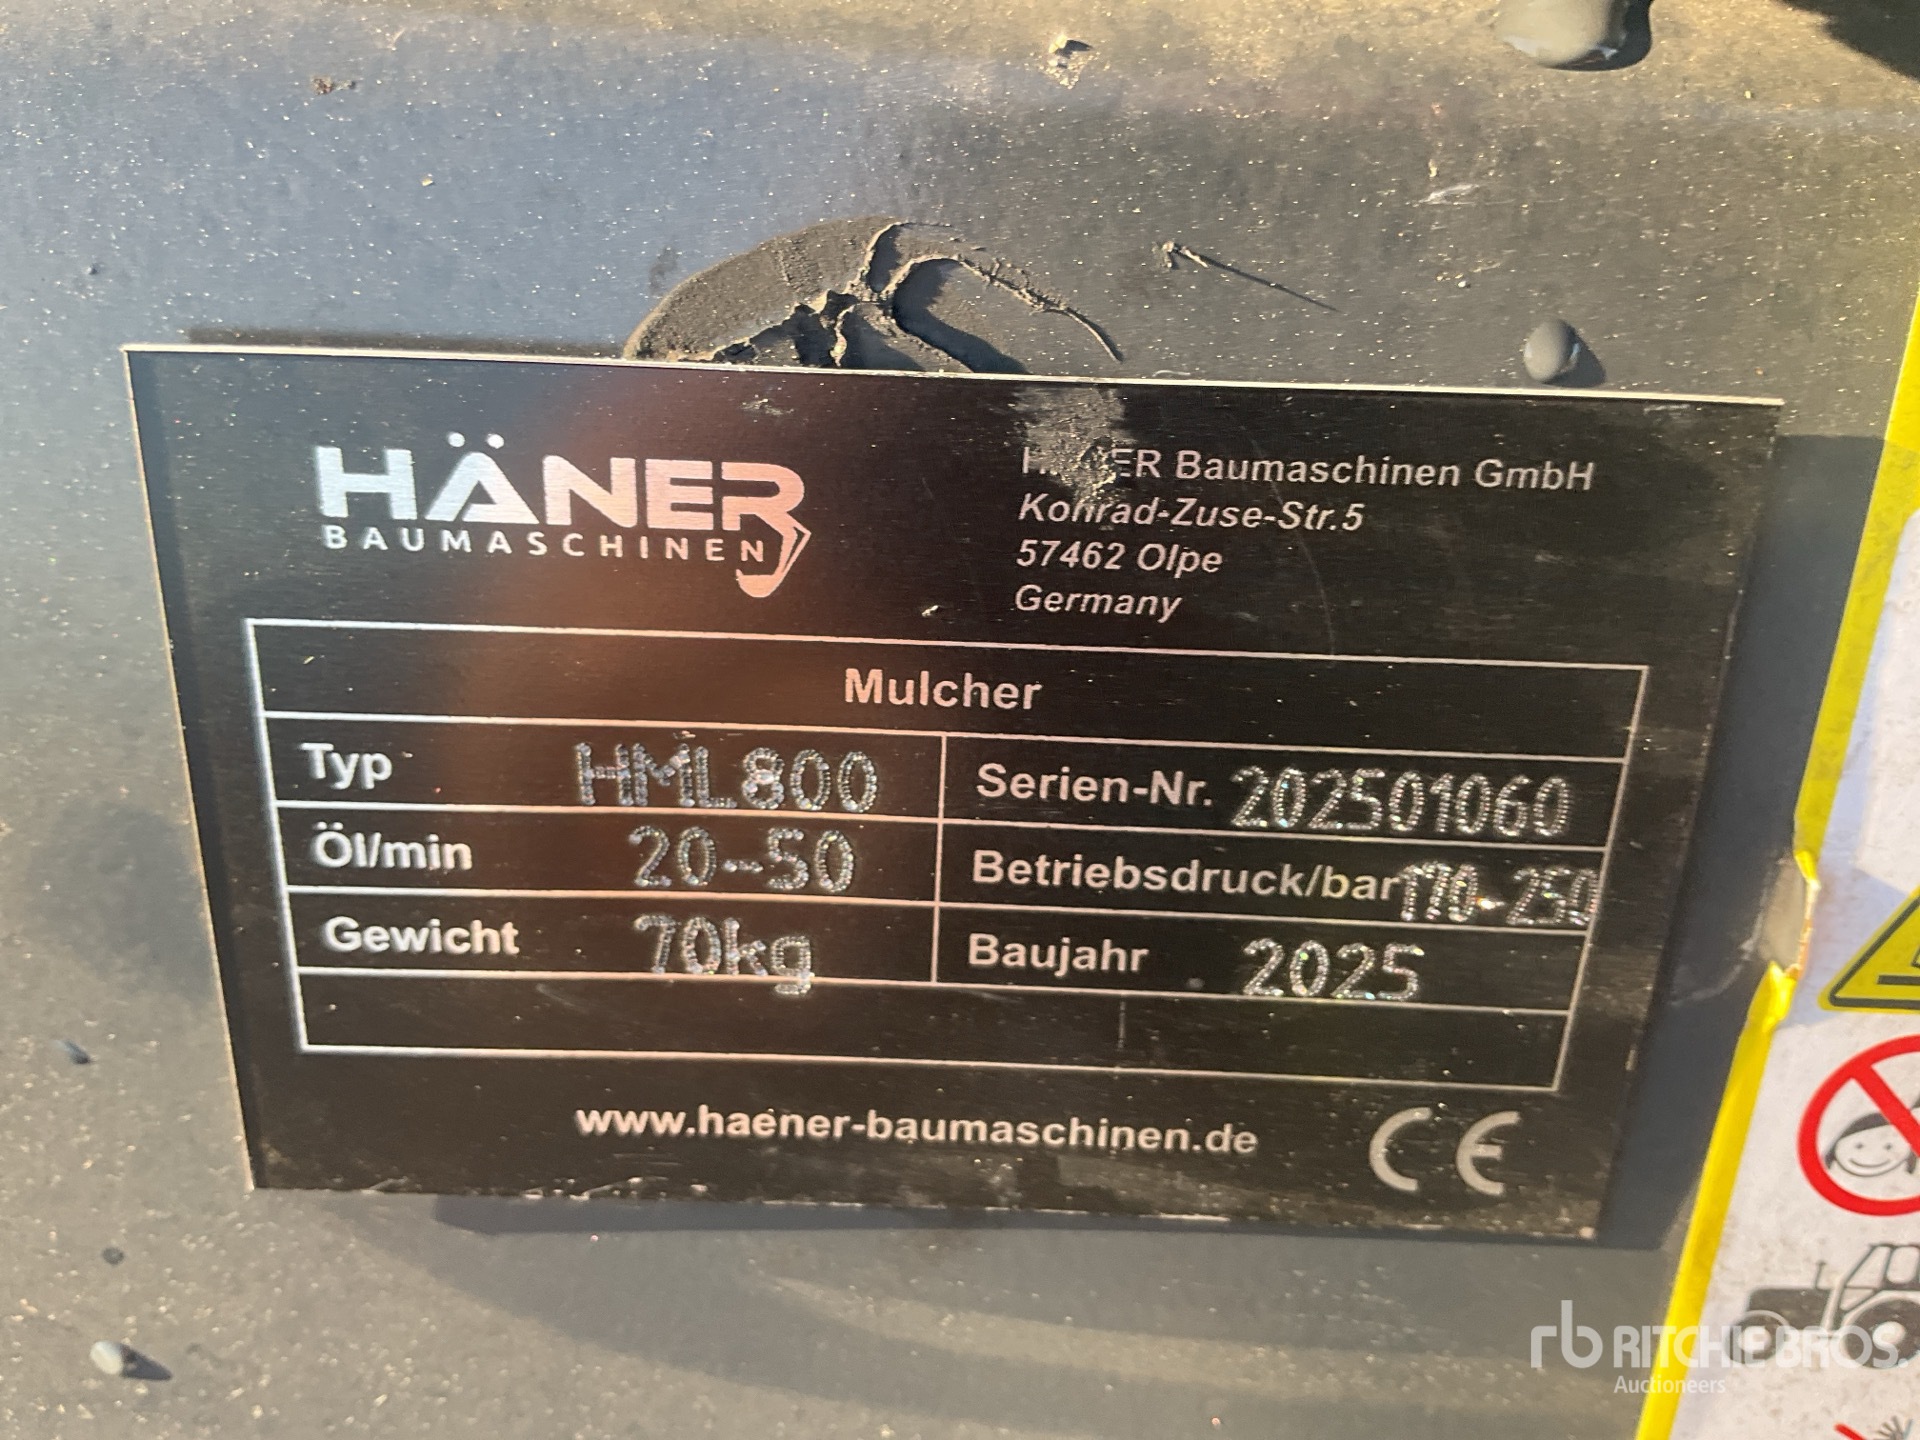 HÄNER
BAUMASCHINEN
Baumaschinen GmbH
Konrad-Zuse-Str.5
57462 Olpe
Germany
Mulcher
Typ HML800 Serien-Nr. 202501060
Öl/min 20-50 Betriebsdruck/bar 170-250
Gewicht 70kg Baujahr 2025
www.haener-baumaschinen.de
CE
rb RITCHIE BROS.
Auctioneers